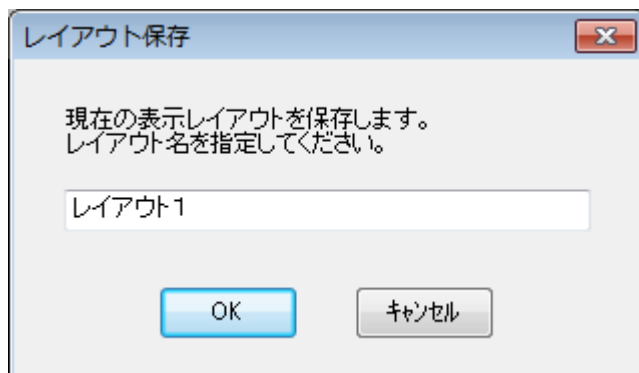 レイアウト保存
現在の表示レイアウトを保存します。
レイアウト名を指定してください。
レイアウト1
OK
ｷｬﾝｾﾙ